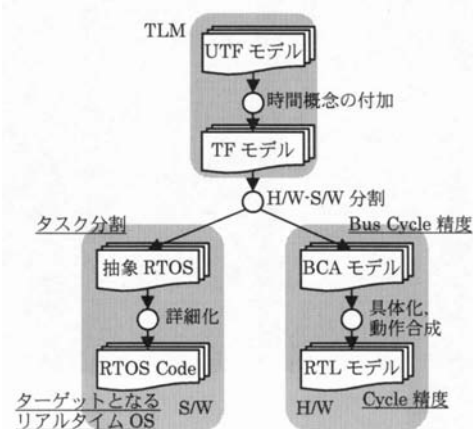 TLM
UTF モデル
時間概念の付加
TF モデル
H/W-S/W 分割
タスク分割
Bus Cycle 精度
抽象 RTOS
BCA モデル
詳細化
具体化,
動作合成
RTOS Code
RTL モデル
ターゲットとなる
リアルタイム OS
S/W
H/W
Cycle 精度